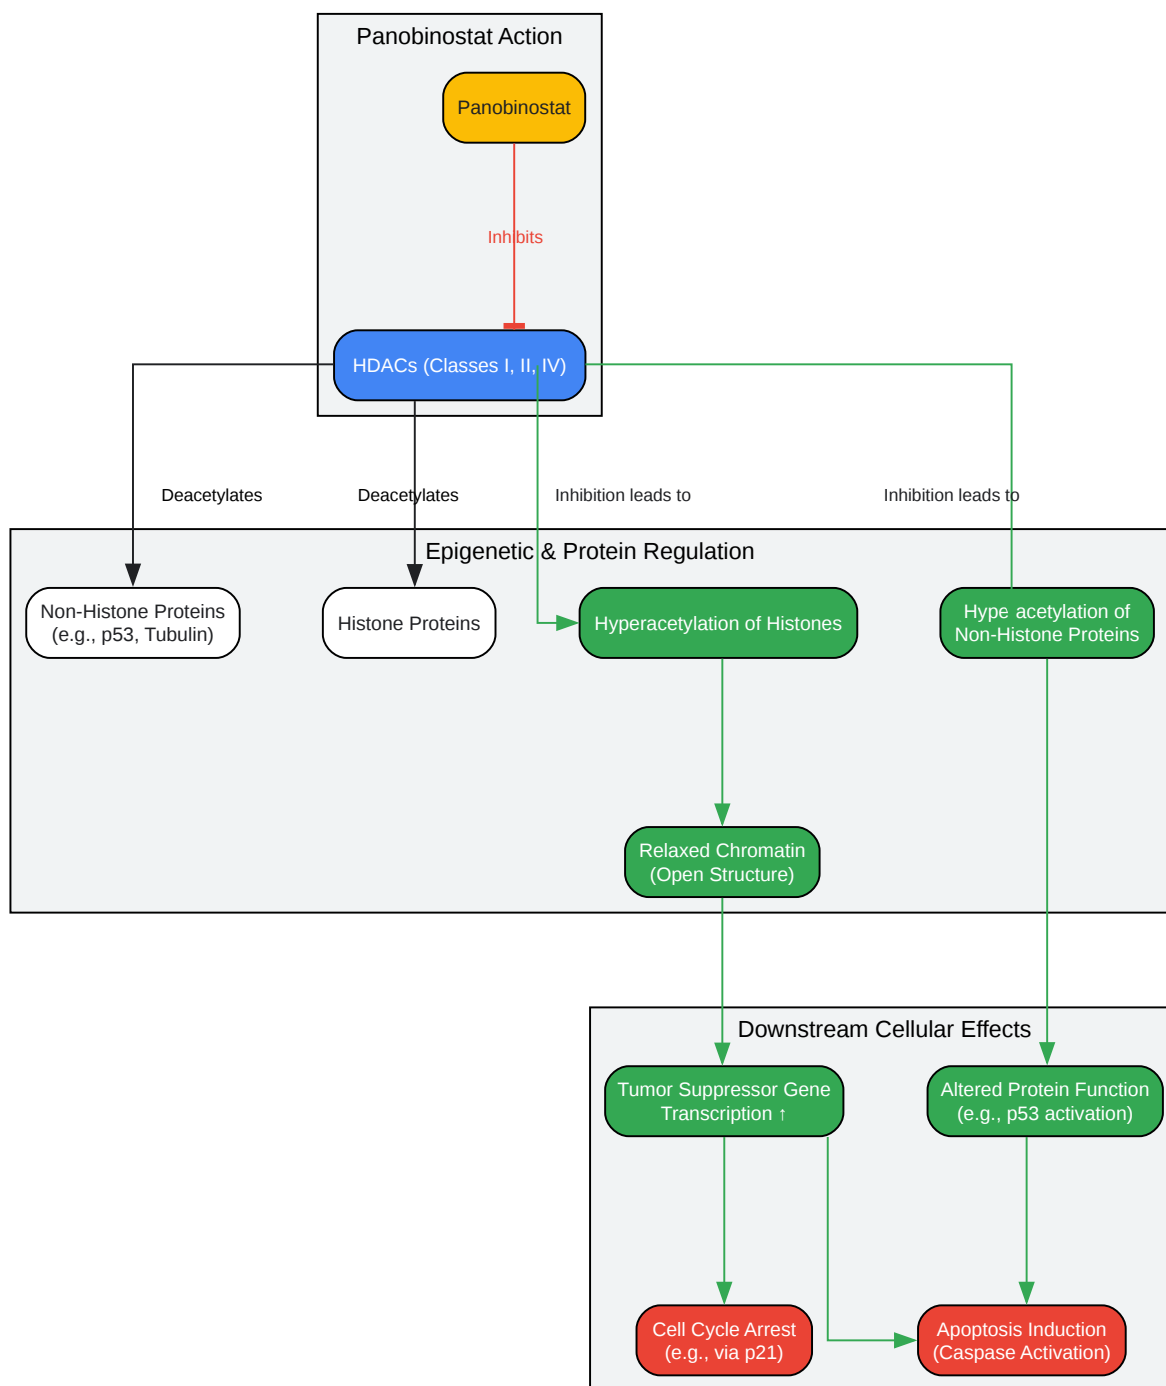 Panobinostat Action
Panobinostat
Inhibits
HDACs (Classes I, II, IV)
Deacetylates
Deacetylates
Inhibition leads to
Inhibition leads to
Epigenetic & Protein Regulation
Non-Histone Proteins
(e.g., p53, Tubulin)
Histone Proteins
Hyperacetylation of Histones
Hype acetylation of
Non-Histone Proteins
Relaxed Chromatin
(Open Structure)
Downstream Cellular Effects
Tumor Suppressor Gene
Transcription ↑
Altered Protein Function
(e.g., p53 activation)
Cell Cycle Arrest
(e.g., via p21)
Apoptosis Induction
(Caspase Activation)